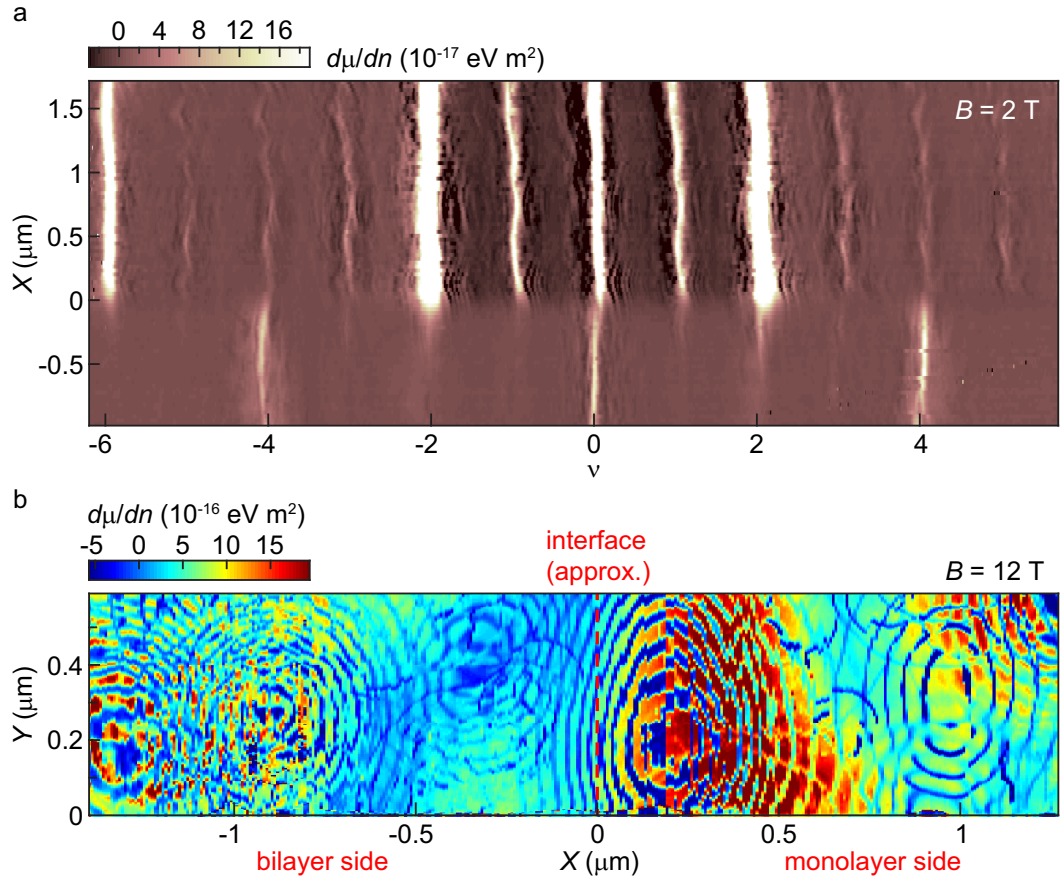 a
0 4 8 12 16
dμ/dn (10⁻¹⁷ eV m²)
B = 2 T
1.5
1
0.5
0
-0.5
X (μm)
-6 -4 -2 0 2 4
ν
b
dμ/dn (10⁻¹⁶ eV m²)
-5 0 5 10 15
interface
(approx.)
B = 12 T
0.4
0.2
0
Y (μm)
-1 -0.5 0 0.5 1
bilayer side X (μm) monolayer side